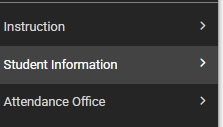 Instruction
Student Information
Attendance Office